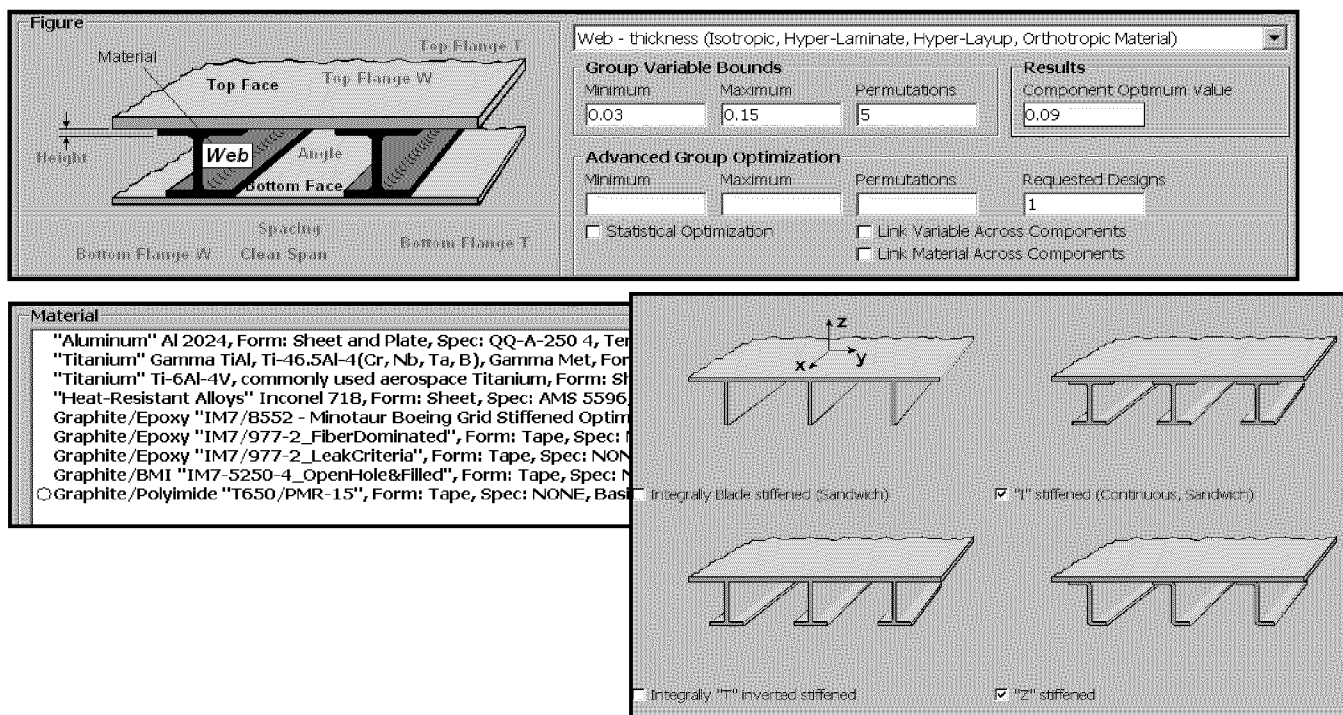 Figure
Material
Top Flange T
Top Face
Top Flange W
Height
Web
Angle
Bottom Face
Spacing
Bottom Flange W
Clear Span
Bottom Flange T
Web - thickness (Isotropic, Hyper-Laminate, Hyper-Layup, Orthotropic Material)
Group Variable Bounds
Minimum Maximum Permutations
0.03 0.15 5
Results
Component Optimum Value
0.09
Advanced Group Optimization
Minimum Maximum Permutations Requested Designs
1
Statistical Optimization
Link Variable Across Components
Link Material Across Components
Material
"Aluminum" Al 2024, Form: Sheet and Plate, Spec: QQ-A-250 4, Ter
"Titanium" Gamma TiAl, Ti-46.5Al-4(Cr, Nb, Ta, B), Gamma Met, For
"Titanium" Ti-6Al-4V, commonly used aerospace Titanium, Form: Sh
"Heat-Resistant Alloys" Inconel 718, Form: Sheet, Spec: AMS 5596,
Graphite/Epoxy "IM7/8552 - Minotaur Boeing Grid Stiffened Optim
Graphite/Epoxy "IM7/977-2_FiberDominated", Form: Tape, Spec: N
Graphite/Epoxy "IM7/977-2_LeakCriteria", Form: Tape, Spec: NON
Graphite/BMI "IM7-5250-4_OpenHole&Filled", Form: Tape, Spec: N
Graphite/Polyimide "T650/PMR-15", Form: Tape, Spec: NONE, Basi
z
x y
Integrally Blade stiffened (Sandwich)
"I" stiffened (Continuous, Sandwich)
Integrally "T" inverted stiffened
"Z" stiffened